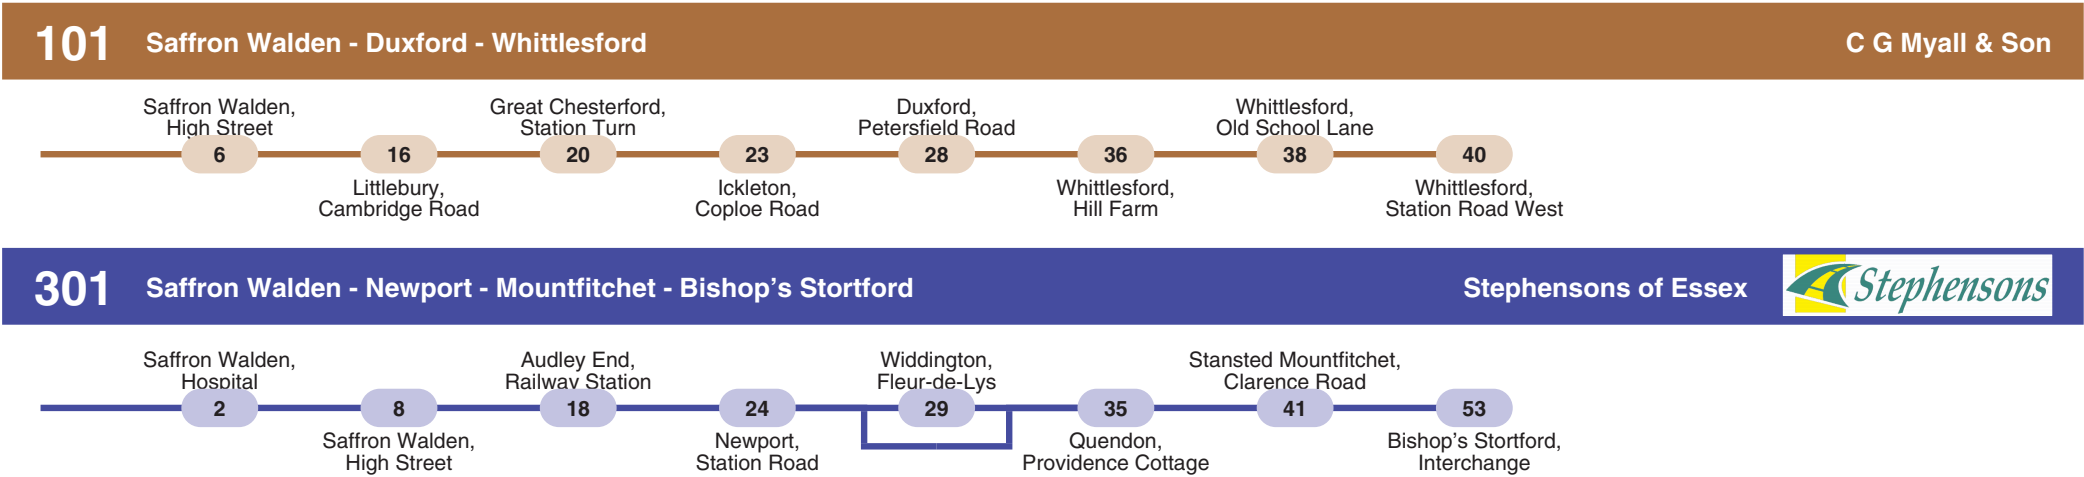 101 Saffron Walden - Duxford - Whittlesford C G Myall & Son
Saffron Walden,
High Street
Great Chesterford,
Station Turn
Duxford,
Petersfield Road
Whittlesford,
Old School Lane
6 16 20 23 28 36 38 40
Littlebury,
Cambridge Road
Ickleton,
Coploe Road
Whittlesford,
Hill Farm
Whittlesford,
Station Road West
301 Saffron Walden - Newport - Mountfitchet - Bishop's Stortford Stephensons of Essex Stephensons
Saffron Walden,
Hospital
Audley End,
Railway Station
Widdington,
Fleur-de-Lys
Stansted Mountfitchet,
Clarence Road
2 8 18 24 29 35 41 53
Saffron Walden,
High Street
Newport,
Station Road
Quendon,
Providence Cottage
Bishop's Stortford,
Interchange